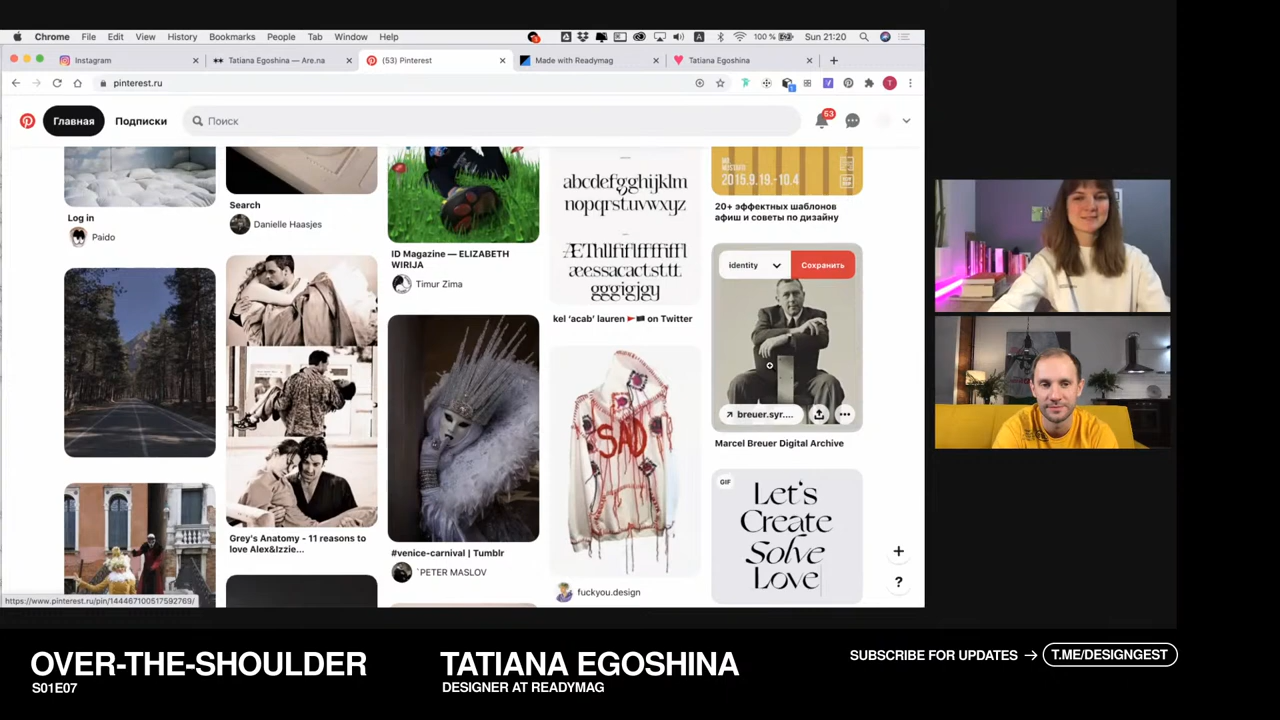 Chrome File Edit View History Bookmarks People Tab Window Help
100 % Sun 21:20
Instagram
Tatiana Egoshina — Are.na
(53) Pinterest
Made with Readymag
Tatiana Egoshina
pinterest.ru
Главная
Подписки
Поиск
53
Log in
Paido
Search
Danielle Haasjes
ID Magazine — ELIZABETH
WIRIJA
Timur Zima
abcdefgghijklm
nopqrstuvwxyz
kel ‘acab’ lauren on Twitter
2015.9.19.-10.4
20+ эффектных шаблонов
афиш и советы по дизайну
identity
Сохранить
breuer.syr....
Marcel Breuer Digital Archive
Grey's Anatomy - 11 reasons to
love Alex&Izzie...
#venice-carnival | Tumblr
`PETER MASLOV
SAD
fuckyou.design
GIF
Let's
Create
Solve
Love
+
?
https://www.pinterest.ru/pin/144467100517592769/
OVER-THE-SHOULDER
S01E07
TATIANA EGOSHINA
DESIGNER AT READYMAG
SUBSCRIBE FOR UPDATES → T.ME/DESIGNGEST